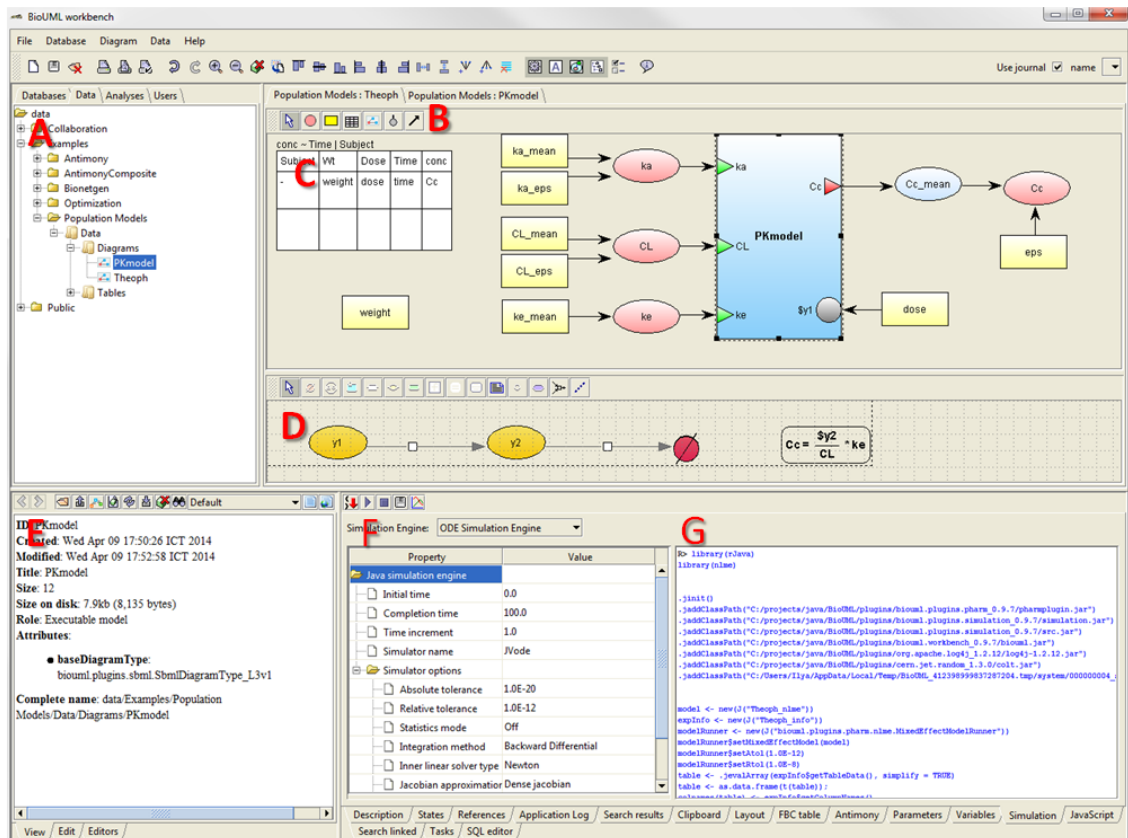 BioUML workbench
File Database Diagram Data Help
Use journal name
Databases Data Analyses Users
data
Collaboration
A
Examples
Antimony
AntimonyComposite
Bionetgen
Optimization
Population Models
Data
Diagrams
PKmodel
Theoph
Tables
Public
Population Models : Theoph Population Models : PKmodel
B
conc ~ Time | Subject
Subject Wt Dose Time conc
C
- weight dose time Cc
weight
ka_mean
ka_eps
ka
CL_mean
CL_eps
CL
ke_mean
ke
ka
CL
ke
PKmodel
Cc
$y1
Cc_mean
Cc
eps
dose
D
y1
y2
Cc = $y2 / CL * ke
Default
E
ID: PKmodel
Created: Wed Apr 09 17:50:26 ICT 2014
Modified: Wed Apr 09 17:52:58 ICT 2014
Title: PKmodel
Size: 12
Size on disk: 7.9kb (8,135 bytes)
Role: Executable model
Attributes:
• baseDiagramType:
biouml.plugins.sbml.SbmlDiagramType_L3v1
Complete name: data/Examples/Population
Models/Data/Diagrams/PKmodel
View Edit Editors
F
Simulation Engine: ODE Simulation Engine
Property Value
Java simulation engine
Initial time 0.0
Completion time 100.0
Time increment 1.0
Simulator name JVode
Simulator options
Absolute tolerance 1.0E-20
Relative tolerance 1.0E-12
Statistics mode Off
Integration method Backward Differential
Inner linear solver type Newton
Jacobian approximation Dense jacobian
G
R> library(rJava)
library(nlme)
.jinit()
.jaddClassPath("C:/projects/java/BioUML/plugins/biouml.plugins.pharm_0.9.7/pharmplugin.jar")
.jaddClassPath("C:/projects/java/BioUML/plugins/biouml.plugins.simulation_0.9.7/simulation.jar")
.jaddClassPath("C:/projects/java/BioUML/plugins/biouml.plugins.simulation_0.9.7/src.jar")
.jaddClassPath("C:/projects/java/BioUML/plugins/biouml.workbench_0.9.7/biouml.jar")
.jaddClassPath("C:/projects/java/BioUML/plugins/org.apache.log4j_1.2.12/log4j-1.2.12.jar")
.jaddClassPath("C:/projects/java/BioUML/plugins/cern.jet.random_1.3.0/colt.jar")
.jaddClassPath("C:/Users/Ilya/AppData/Local/Temp/BioUML_412398999837287204.tmp/system/000000004_
model <- new(J("Theoph_nlme"))
expInfo <- new(J("Theoph_info"))
modelRunner <- new(J("biouml.plugins.pharm.nlme.MixedEffectModelRunner"))
modelRunner$setMixedEffectModel(model)
modelRunner$setAtol(1.0E-12)
modelRunner$setRtol(1.0E-8)
table <- .jevalArray(expInfo$getTableData(), simplify = TRUE)
table <- as.data.frame(t(table));
Description States References Application Log Search results Clipboard Layout FBC table Antimony Parameters Variables Simulation JavaScript
Search linked Tasks SQL editor